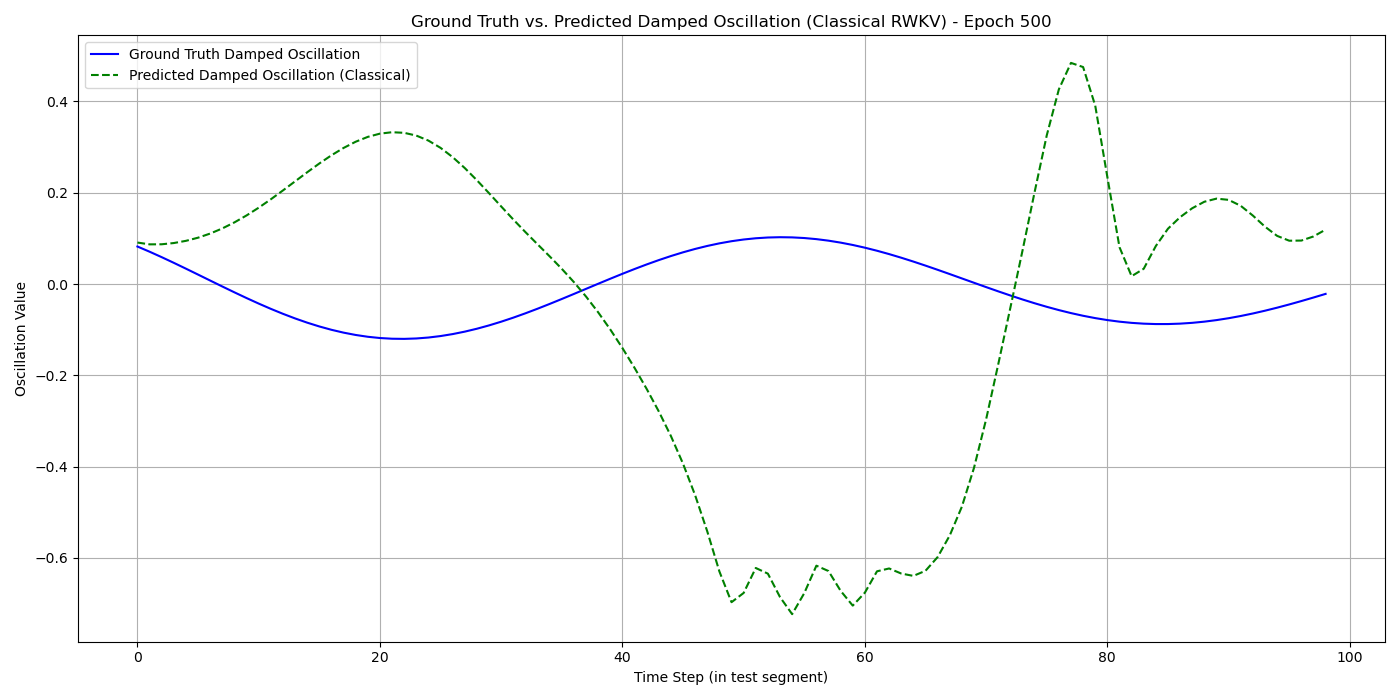 Ground Truth vs. Predicted Damped Oscillation (Classical RWKV) - Epoch 500
Ground Truth Damped Oscillation
Predicted Damped Oscillation (Classical)
Oscillation Value
0.4
0.2
0.0
−0.2
−0.4
−0.6
0 20 40 60 80 100
Time Step (in test segment)